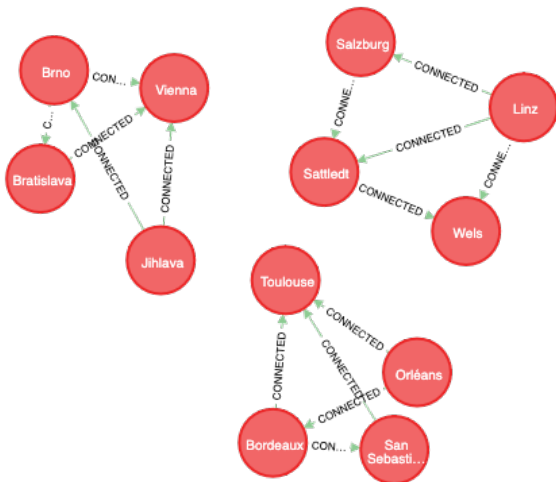 Salzburg
CONNECTED
Linz
CONNE...
CONNECTED
CONNE...
Sattledt
CONNECTED
Wels
Brno
CON...
Vienna
C...
CONNECTED
CONNECTED
CONNECTED
Bratislava
Jihlava
Toulouse
CONNECTED
CONNECTED
CONNECTED
Orléans
CONNECTED
Bordeaux
CON...
San
Sebasti...